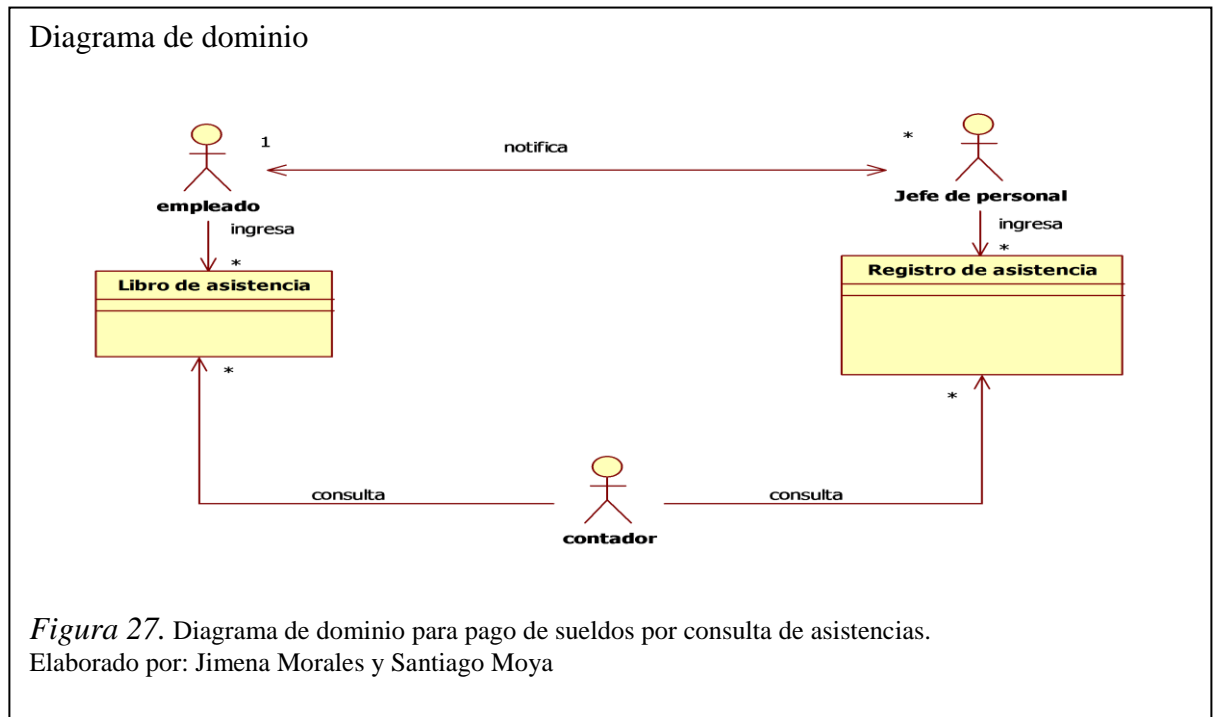 Diagrama de dominio
1
notifica
*
empleado
Jefe de personal
ingresa
*
ingresa
*
Libro de asistencia
Registro de asistencia
*
*
consulta
consulta
contador
Figura 27. Diagrama de dominio para pago de sueldos por consulta de asistencias.
Elaborado por: Jimena Morales y Santiago Moya